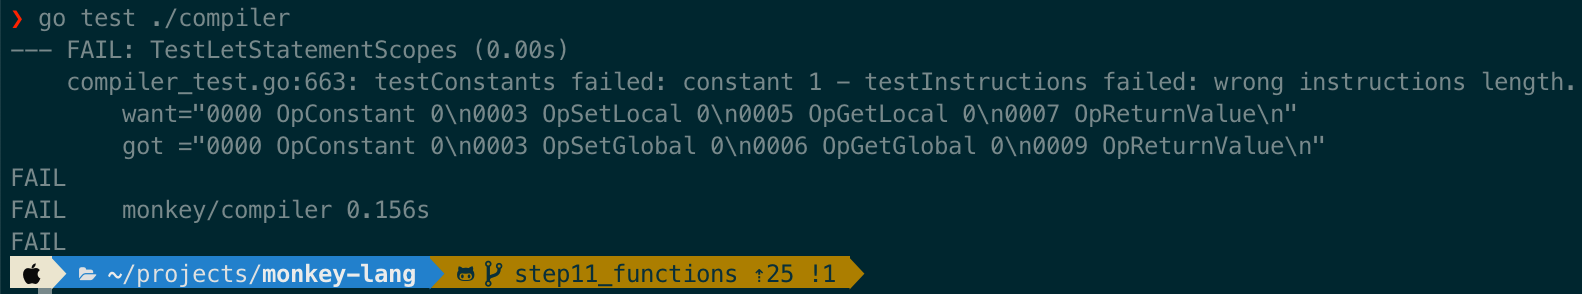 ❯ go test ./compiler
--- FAIL: TestLetStatementScopes (0.00s)
    compiler_test.go:663: testConstants failed: constant 1 - testInstructions failed: wrong instructions length.
        want="0000 OpConstant 0\n0003 OpSetLocal 0\n0005 OpGetLocal 0\n0007 OpReturnValue\n"
        got ="0000 OpConstant 0\n0003 OpSetGlobal 0\n0006 OpGetGlobal 0\n0009 OpReturnValue\n"
FAIL
FAIL    monkey/compiler 0.156s
FAIL
~/projects/monkey-lang step11_functions ⇡25 !1